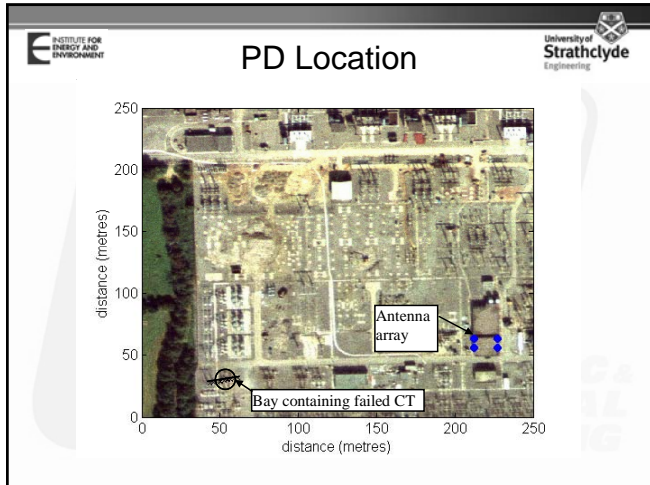 INSTITUTE FOR
ENERGY AND
ENVIRONMENT
PD Location
University of
Strathclyde
Engineering
250
200
150
100
50
0
distance (metres)
Antenna
array
Bay containing failed CT
0
50
100
150
200
250
distance (metres)